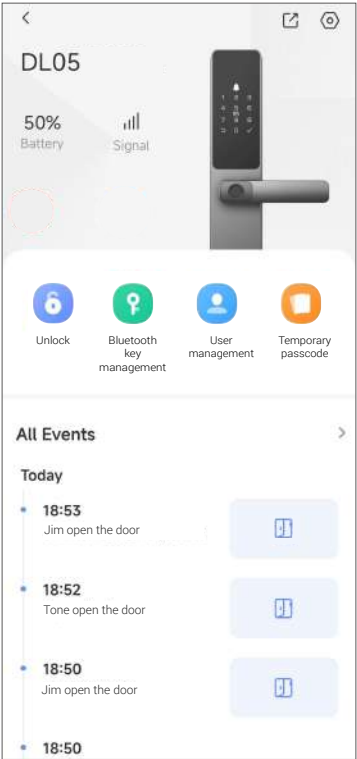 DL05
50%
Battery
Signal
Unlock
Bluetooth
key
management
User
management
Temporary
passcode
All Events
Today
18:53
Jim open the door
18:52
Tone open the door
18:50
Jim open the door
18:50